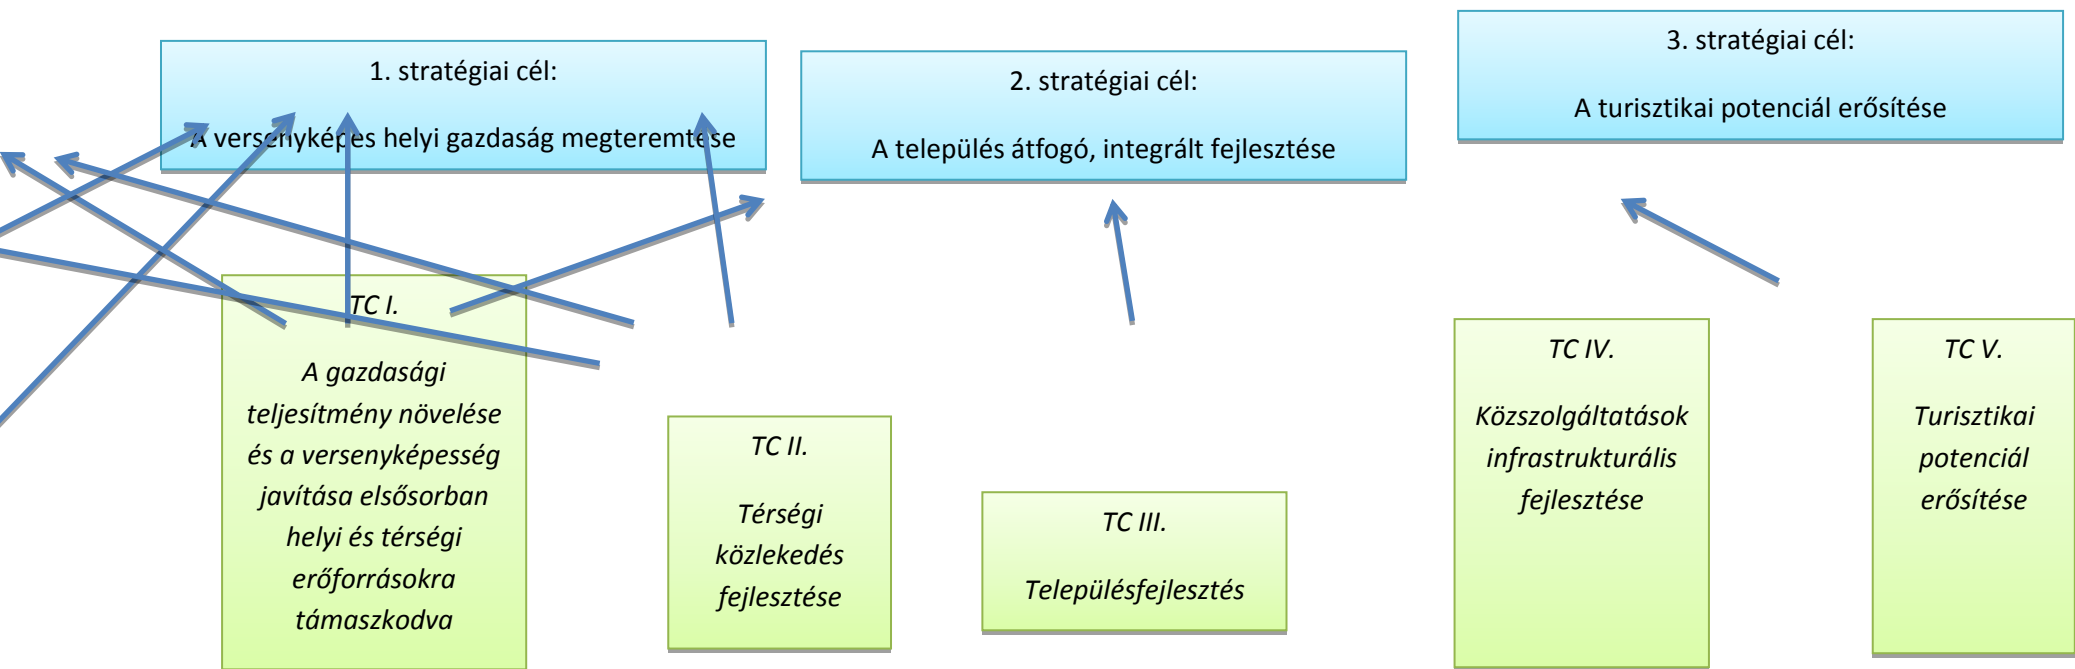 1. stratégiai cél:
A versenyképes helyi gazdaság megteremtése
2. stratégiai cél:
A település átfogó, integrált fejlesztése
3. stratégiai cél:
A turisztikai potenciál erősítése
TC I.
A gazdasági
teljesítmény növelése
és a versenyképesség
javítása elsősorban
helyi és térségi
erőforrásokra
támaszkodva
TC II.
Térségi
közlekedés
fejlesztése
TC III.
Településfejlesztés
TC IV.
Közszolgáltatások
infrastrukturális
fejlesztése
TC V.
Turisztikai
potenciál
erősítése